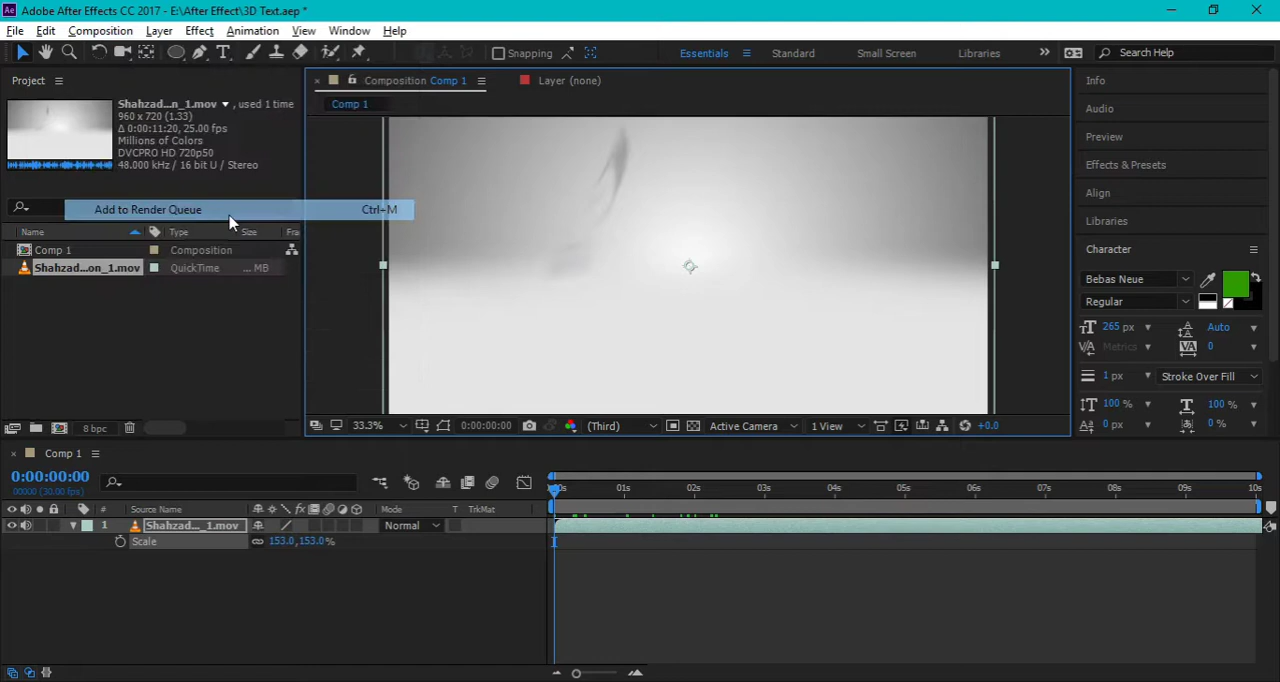 Adobe After Effects CC 2017 - E:\After Effect\3D Text.aep *
File Edit Composition Layer Effect Animation View Window Help
Snapping Essentials Standard Small Screen Libraries Search Help
Project
Shahzad...n_1.mov , used 1 time
960 x 720 (1.33)
Δ 0:00:11:20, 25.00 fps
Millions of Colors
DVCPRO HD 720p50
48.000 kHz / 16 bit U / Stereo
Add to Render Queue Ctrl+M
Name Type Size Fra
Comp 1 Composition
Shahzad...on_1.mov QuickTime ... MB
8 bpc
Composition Comp 1 Layer (none)
Comp 1
33.3% 0:00:00:00 (Third) Active Camera 1 View +0.0
Info
Audio
Preview
Effects & Presets
Align
Libraries
Character
Bebas Neue
Regular
265 px Auto
Metrics 0
1 px Stroke Over Fill
100 % 100 %
0 px 0 %
Comp 1
0:00:00:00
00000 (30.00 fps)
01s 02s 03s 04s 05s 06s 07s 08s 09s 10s
# Source Name Mode T TrkMat
1 Shahzad..._1.mov Normal
Scale 153.0,153.0%